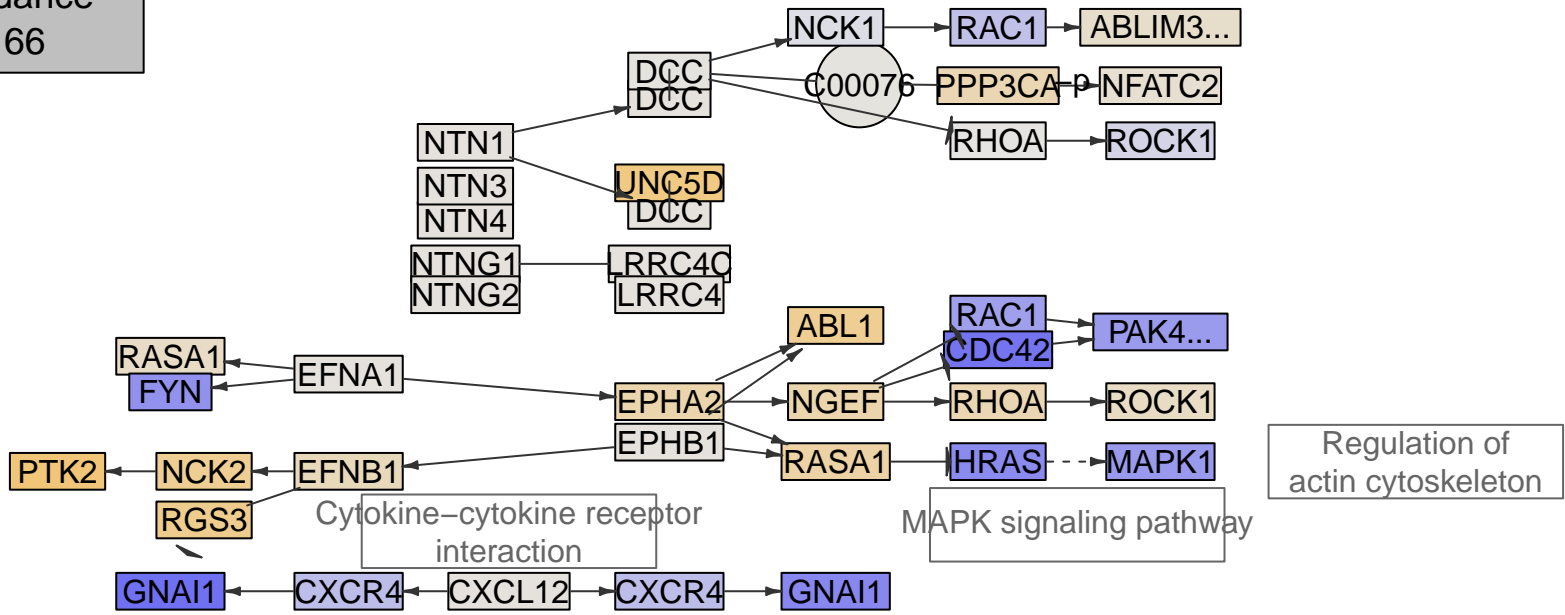 66
NCK1
RAC1
ABLIM3...
DCC
DCC
C00076
PPP3CA
+p
NFATC2
NTN1
RHOA
ROCK1
NTN3
UNC5D
NTN4
DCC
NTNG1
LRRC4C
NTNG2
LRRC4
ABL1
RAC1
PAK4...
RASA1
CDC42
EFNA1
FYN
EPHA2
NGEF
RHOA
ROCK1
EPHB1
Regulation of
actin cytoskeleton
PTK2
NCK2
EFNB1
RASA1
HRAS
MAPK1
RGS3
Cytokine−cytokine receptor
interaction
MAPK signaling pathway
GNAI1
CXCR4
CXCL12
CXCR4
GNAI1